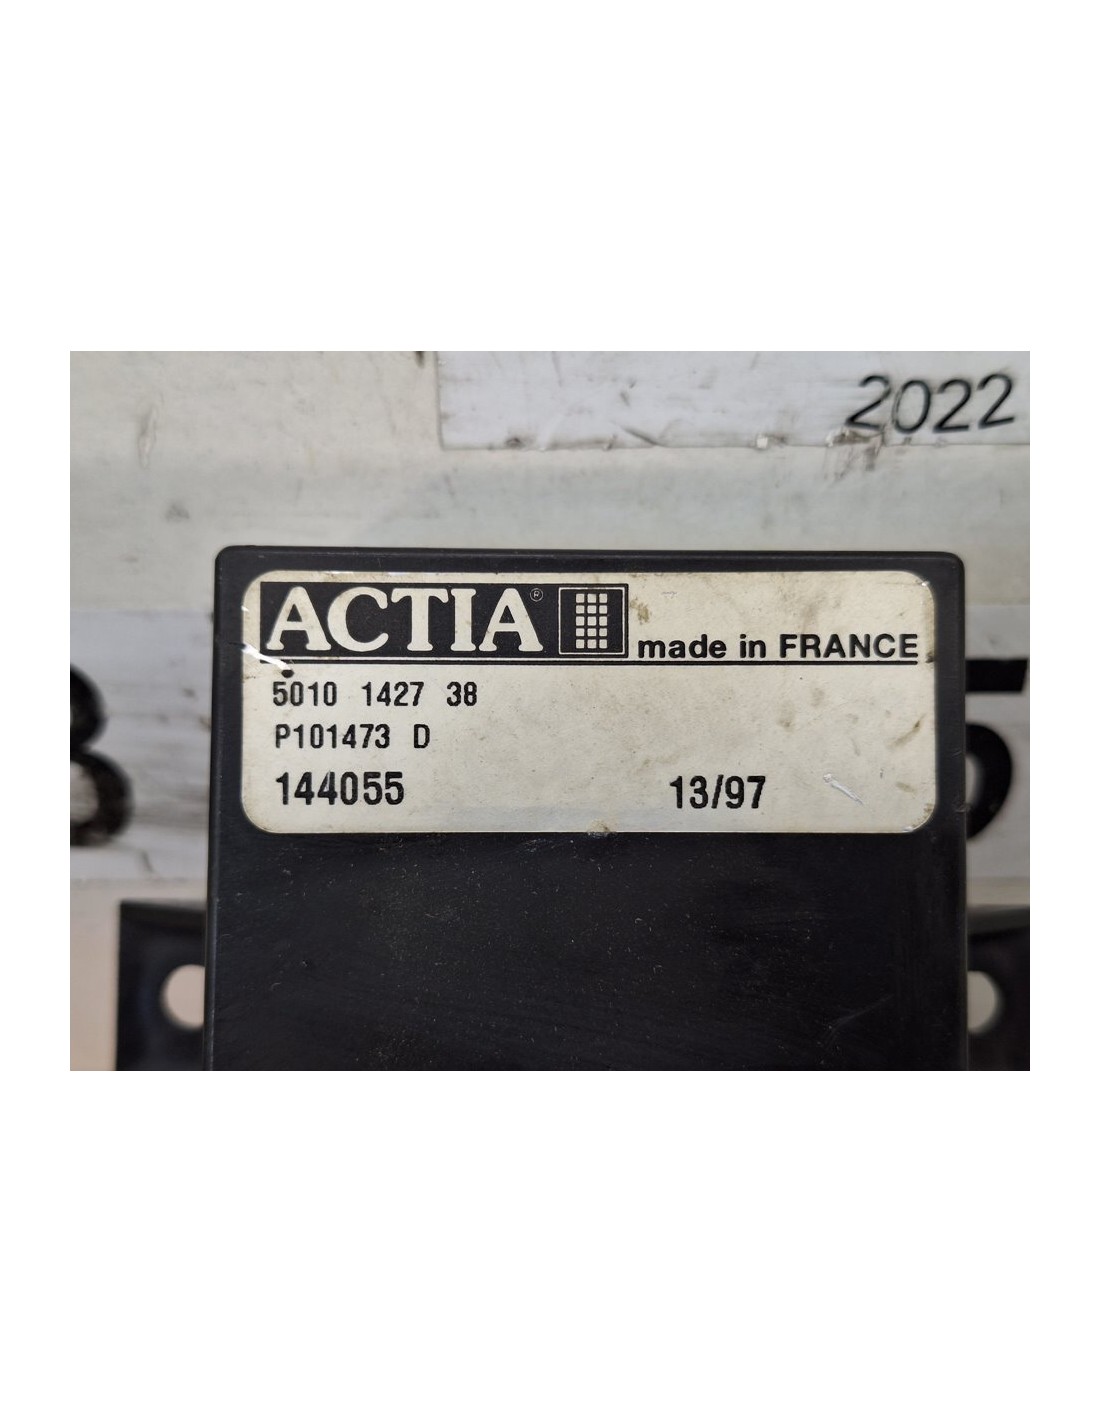 2022
ACTIA® made in FRANCE
5010 1427 38
P101473 D
144055 13/97